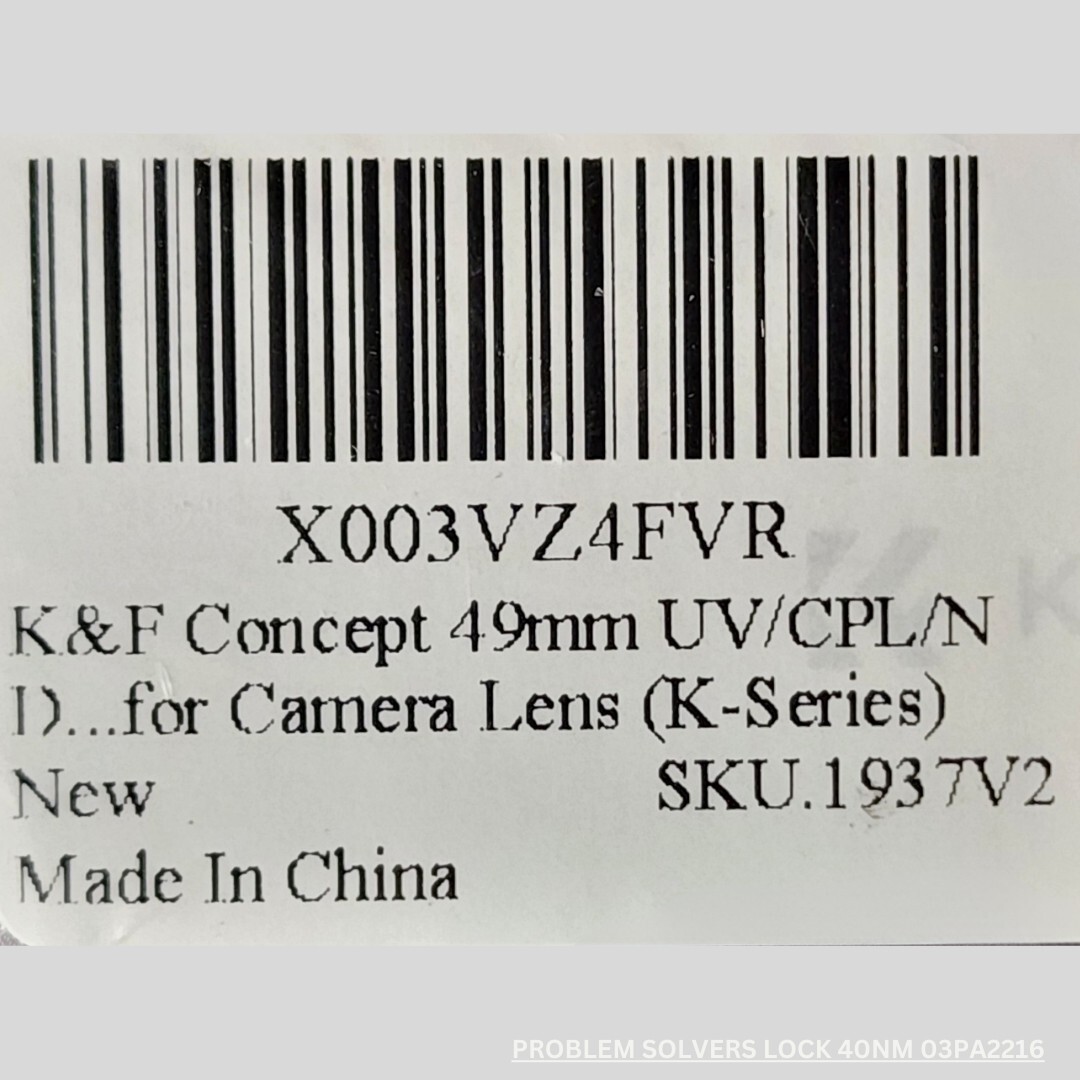 X003VZ4FVR
K&F Concept 49mm UV/CPL/N
D...for Camera Lens (K-Series)
New SKU.1937V2
Made In China
K
PROBLEM SOLVERS LOCK 40NM 03PA2216